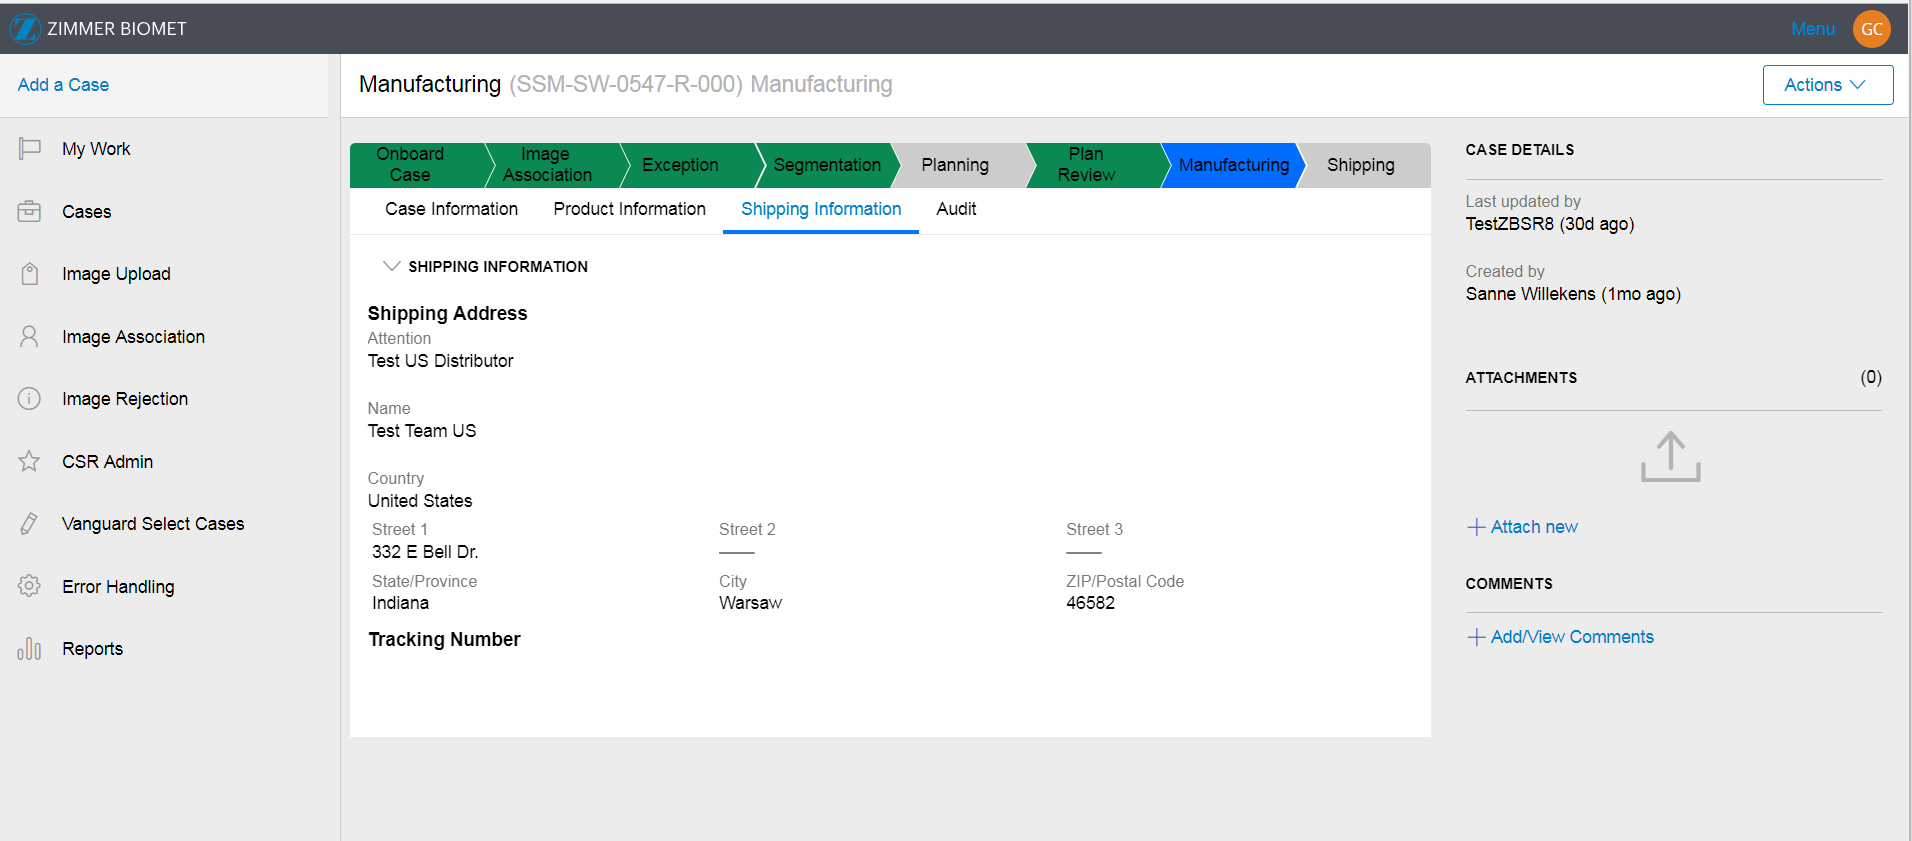 ZIMMER BIOMET
Menu
GC
Add a Case
Manufacturing (SSM-SW-0547-R-000) Manufacturing
Actions
My Work
Cases
Image Upload
Image Association
Image Rejection
CSR Admin
Vanguard Select Cases
Error Handling
Reports
Onboard Case
Image Association
Exception
Segmentation
Planning
Plan Review
Manufacturing
Shipping
Case Information
Product Information
Shipping Information
Audit
SHIPPING INFORMATION
Shipping Address
Attention
Test US Distributor
Name
Test Team US
Country
United States
Street 1
332 E Bell Dr.
Street 2
Street 3
State/Province
Indiana
City
Warsaw
ZIP/Postal Code
46582
Tracking Number
CASE DETAILS
Last updated by
TestZBSR8 (30d ago)
Created by
Sanne Willekens (1mo ago)
ATTACHMENTS
(0)
Attach new
COMMENTS
Add/View Comments